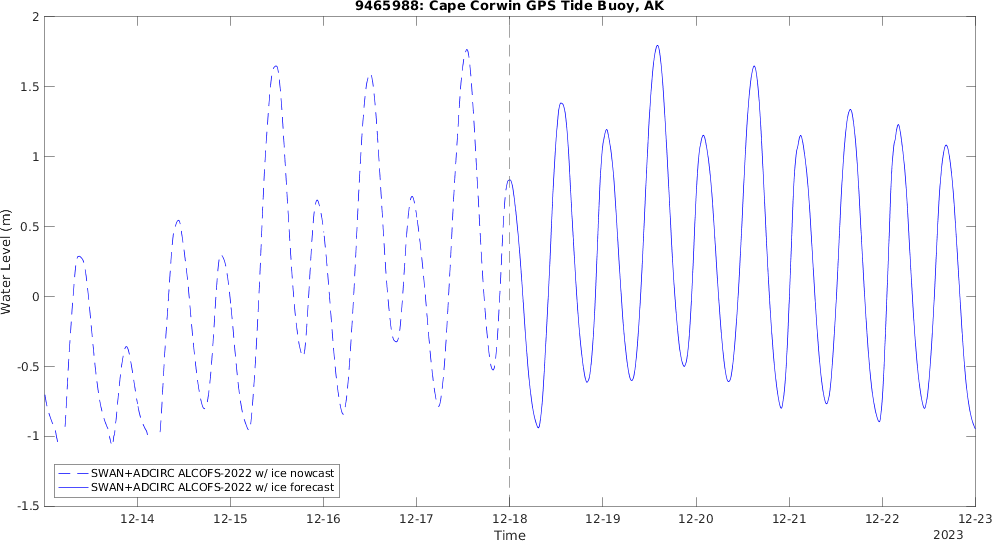 9465988: Cape Corwin GPS Tide Buoy, AK
2
1.5
1
0.5
0
-0.5
-1
-1.5
Water Level (m)
SWAN+ADCIRC ALCOFS-2022 w/ ice nowcast
SWAN+ADCIRC ALCOFS-2022 w/ ice forecast
12-14 12-15 12-16 12-17 12-18 12-19 12-20 12-21 12-22 12-23
Time
2023